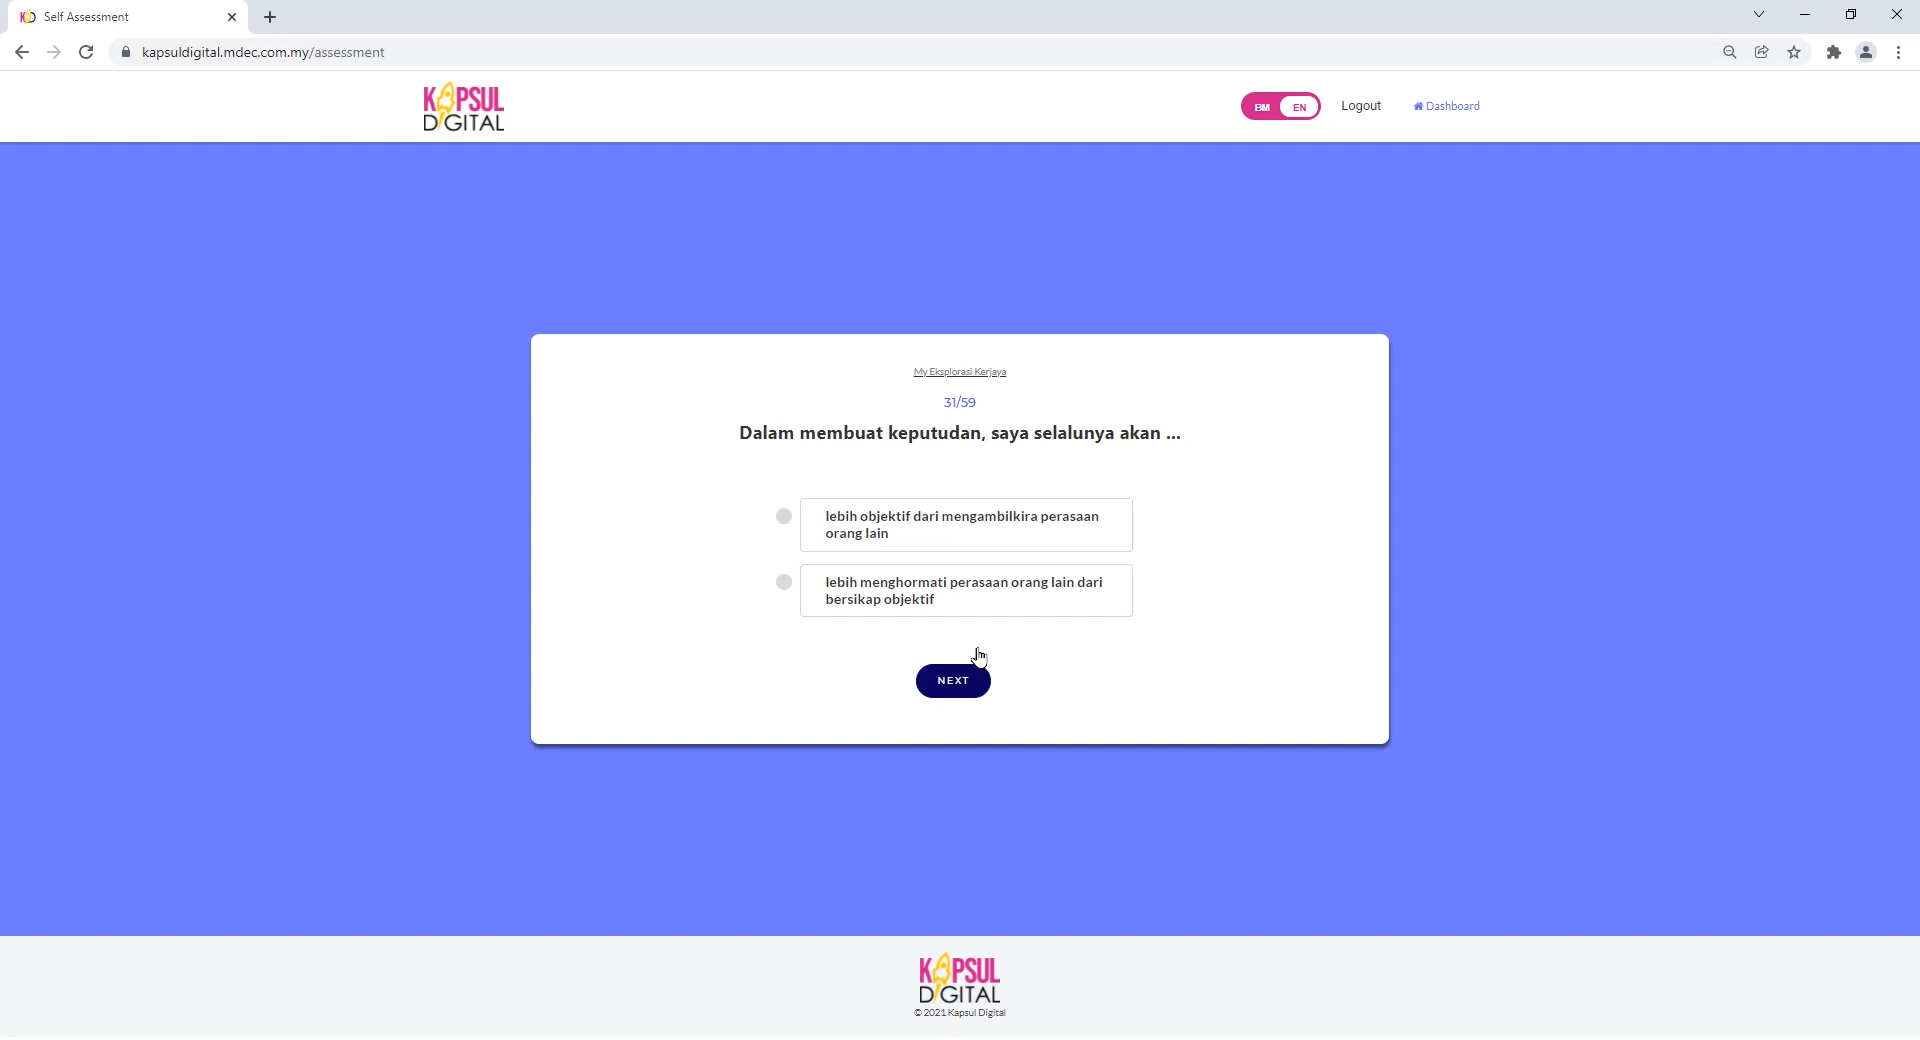 Self Assessment
kapsuldigital.mdec.com.my/assessment
KAPSUL
DIGITAL
BM EN
Logout
Dashboard
My Eksplorasi Kerjaya
31/59
Dalam membuat keputudan, saya selalunya akan ...
lebih objektif dari mengambilkira perasaan
orang lain
lebih menghormati perasaan orang lain dari
bersikap objektif
NEXT
KAPSUL
DIGITAL
© 2021 Kapsul Digital